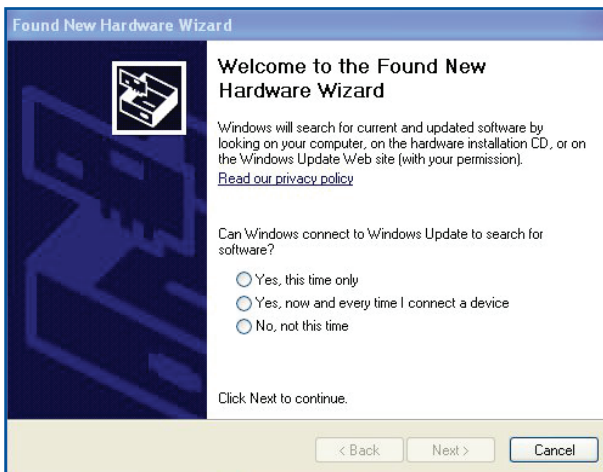 Found New Hardware Wizard
Welcome to the Found New
Hardware Wizard
Windows will search for current and updated software by
looking on your computer, on the hardware installation CD, or on
the Windows Update Web site (with your permission).
Read our privacy policy
Can Windows connect to Windows Update to search for
software?
Yes, this time only
Yes, now and every time I connect a device
No, not this time
Click Next to continue.
< Back
Next >
Cancel